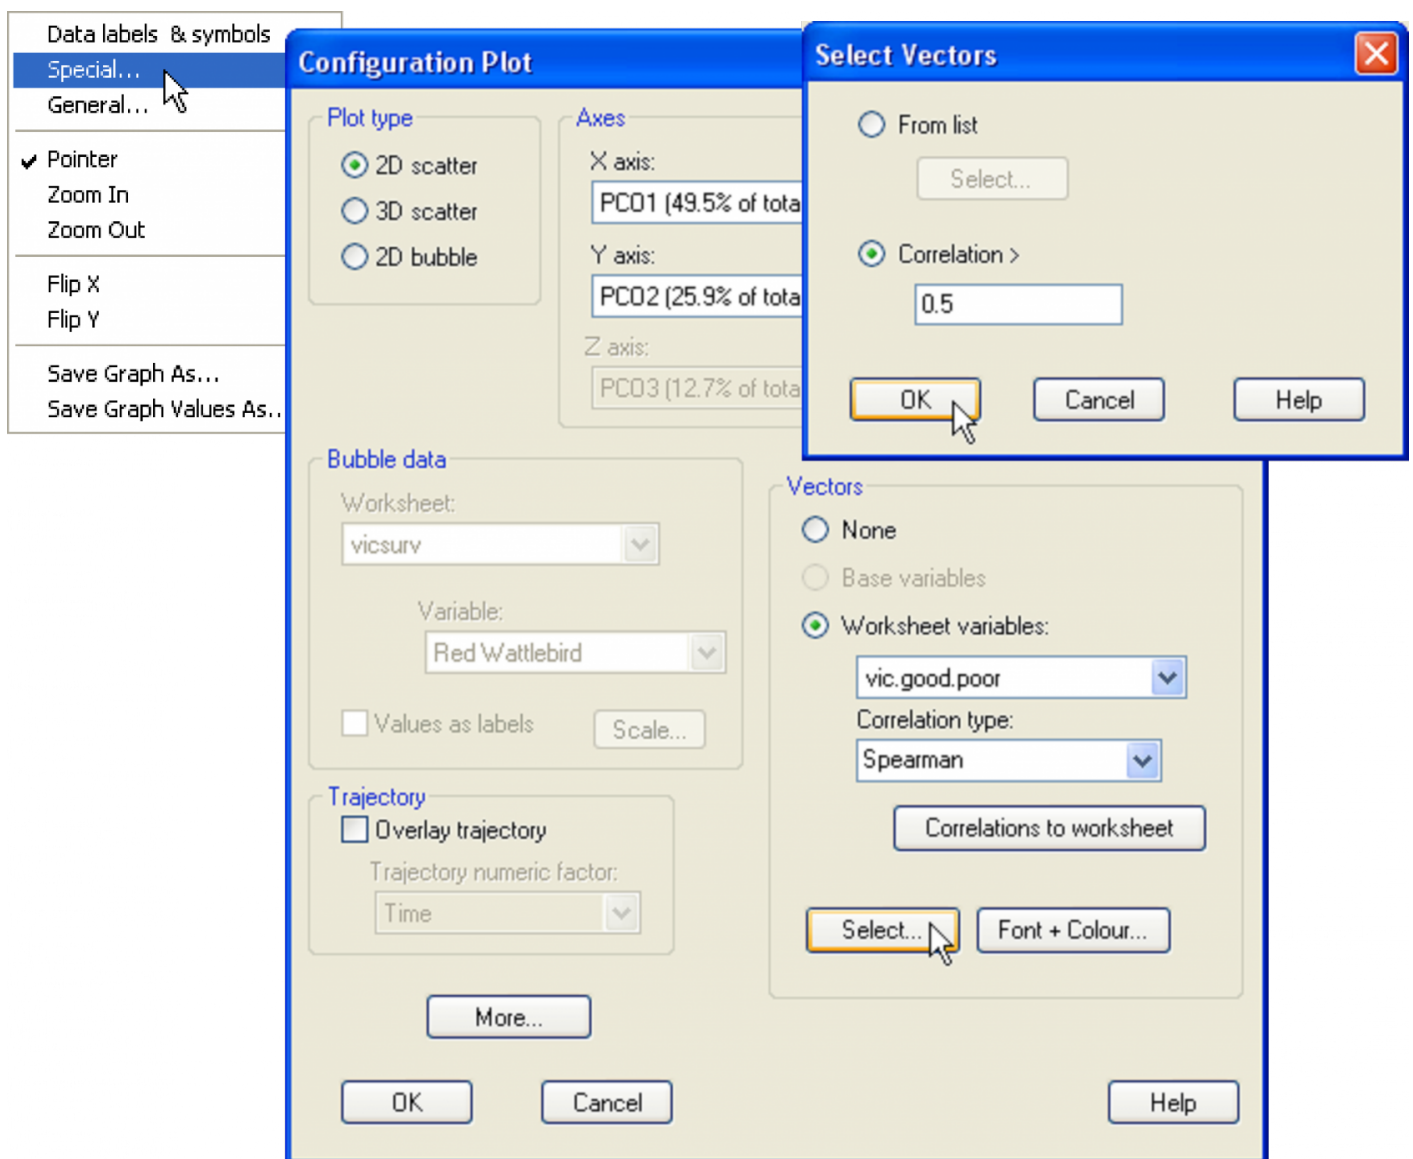 Data labels & symbols
Special...
General...
Pointer
Zoom In
Zoom Out
Flip X
Flip Y
Save Graph As...
Save Graph Values As..
Configuration Plot
Plot type
2D scatter
3D scatter
2D bubble
Axes
X axis:
PCO1 (49.5% of tota
Y axis:
PCO2 (25.9% of tota
Z axis:
PCO3 (12.7% of tota
Bubble data
Worksheet:
vicsurv
Variable:
Red Wattlebird
Values as labels
Scale...
Trajectory
Overlay trajectory
Trajectory numeric factor:
Time
More...
OK
Cancel
Help
Vectors
None
Base variables
Worksheet variables:
vic.good.poor
Correlation type:
Spearman
Correlations to worksheet
Select...
Font + Colour...
Select Vectors
From list
Select...
Correlation >
0.5
OK
Cancel
Help